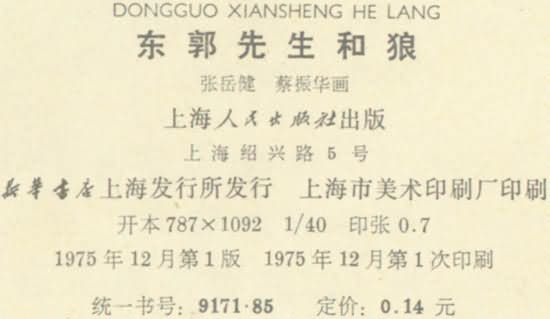 DONGGUO XIANSHENG HE LANG
东郭先生和狼
张岳健 蔡振华画
上海人民出版社出版
上海绍兴路5号
新华书店上海发行所发行 上海市美术印刷厂印刷
开本787×1092 1/40 印张0.7
1975年12月第1版 1975年12月第1次印刷
统一书号：9171·85 定价：0.14元